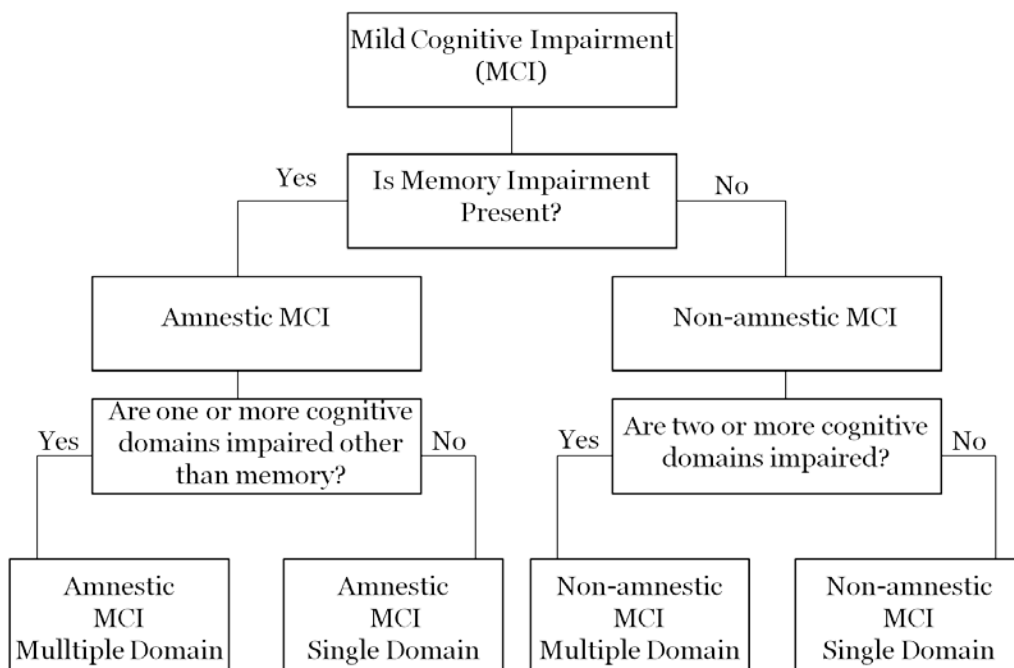 Mild Cognitive Impairment
(MCI)
Yes
Is Memory Impairment
Present?
No
Amnestic MCI
Non-amnestic MCI
Yes
Are one or more cognitive
domains impaired other
than memory?
No
Yes
Are two or more cognitive
domains impaired?
No
Amnestic
MCI
Mulltiple Domain
Amnestic
MCI
Single Domain
Non-amnestic
MCI
Multiple Domain
Non-amnestic
MCI
Single Domain